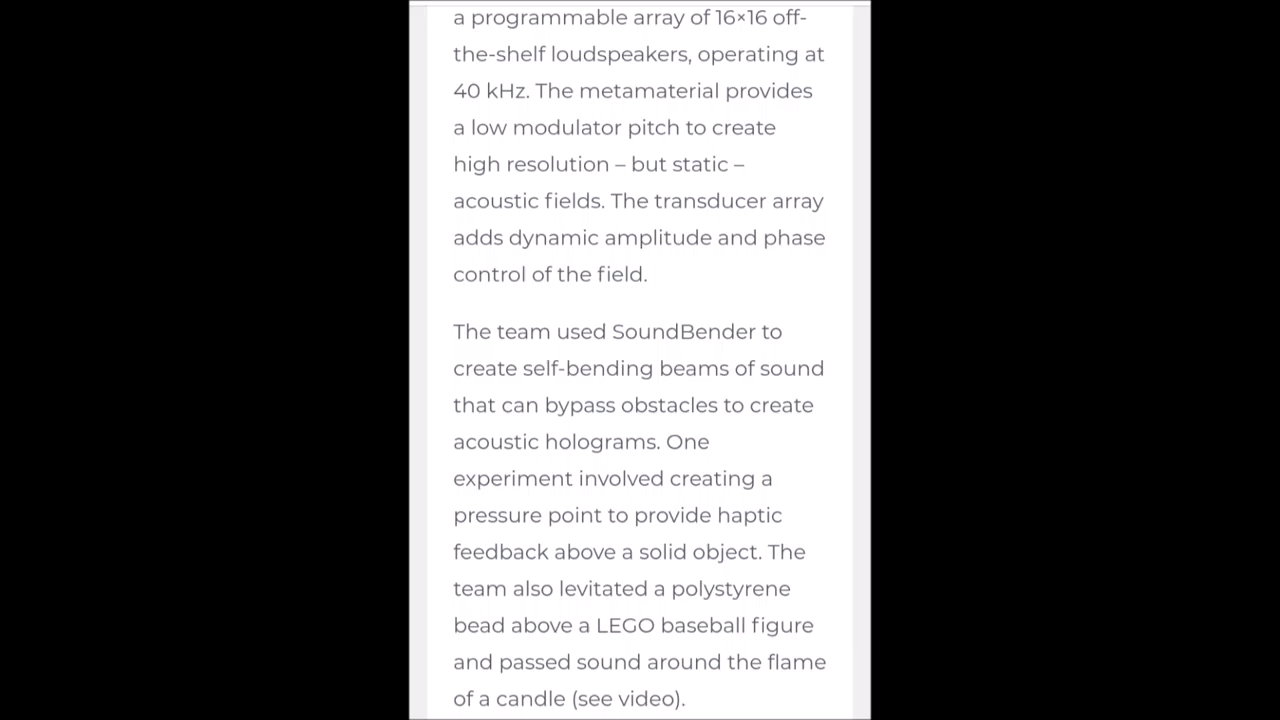 a programmable array of 16×16 off-
the-shelf loudspeakers, operating at
40 kHz. The metamaterial provides
a low modulator pitch to create
high resolution – but static –
acoustic fields. The transducer array
adds dynamic amplitude and phase
control of the field.
The team used SoundBender to
create self-bending beams of sound
that can bypass obstacles to create
acoustic holograms. One
experiment involved creating a
pressure point to provide haptic
feedback above a solid object. The
team also levitated a polystyrene
bead above a LEGO baseball figure
and passed sound around the flame
of a candle (see video).